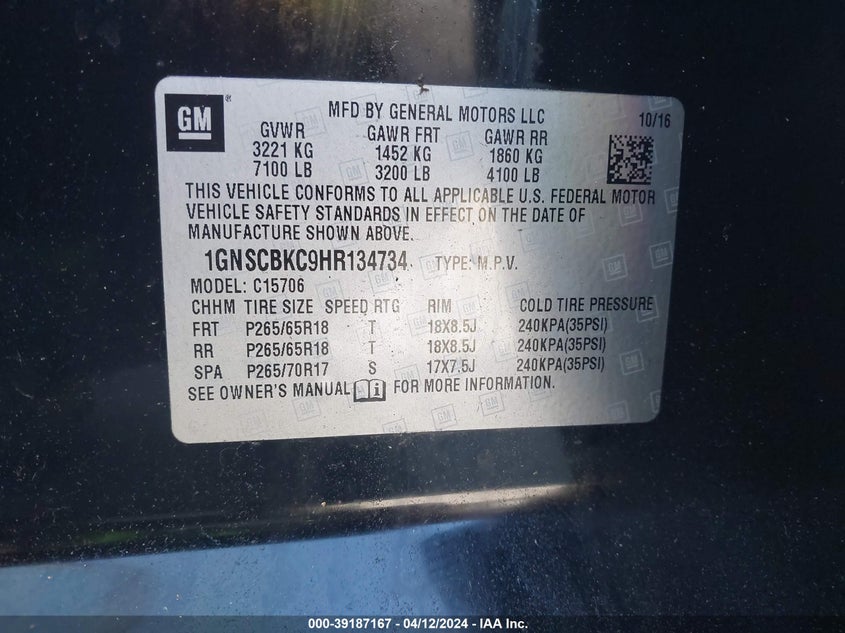 GM
®
MFD BY GENERAL MOTORS LLC
10/16
GVWR GAWR FRT GAWR RR
3221 KG 1452 KG 1860 KG
7100 LB 3200 LB 4100 LB
THIS VEHICLE CONFORMS TO ALL APPLICABLE U.S. FEDERAL MOTOR
VEHICLE SAFETY STANDARDS IN EFFECT ON THE DATE OF
MANUFACTURE SHOWN ABOVE.
1GNSCBKC9HR134734 TYPE: M.P.V.
MODEL: C15706
CHHM TIRE SIZE SPEED RTG RIM COLD TIRE PRESSURE
FRT P265/65R18 T 18X8.5J 240KPA(35PSI)
RR P265/65R18 T 18X8.5J 240KPA(35PSI)
SPA P265/70R17 S 17X7.5J 240KPA(35PSI)
SEE OWNER'S MANUAL FOR MORE INFORMATION.
000-39187167 - 04/12/2024 - IAA Inc.